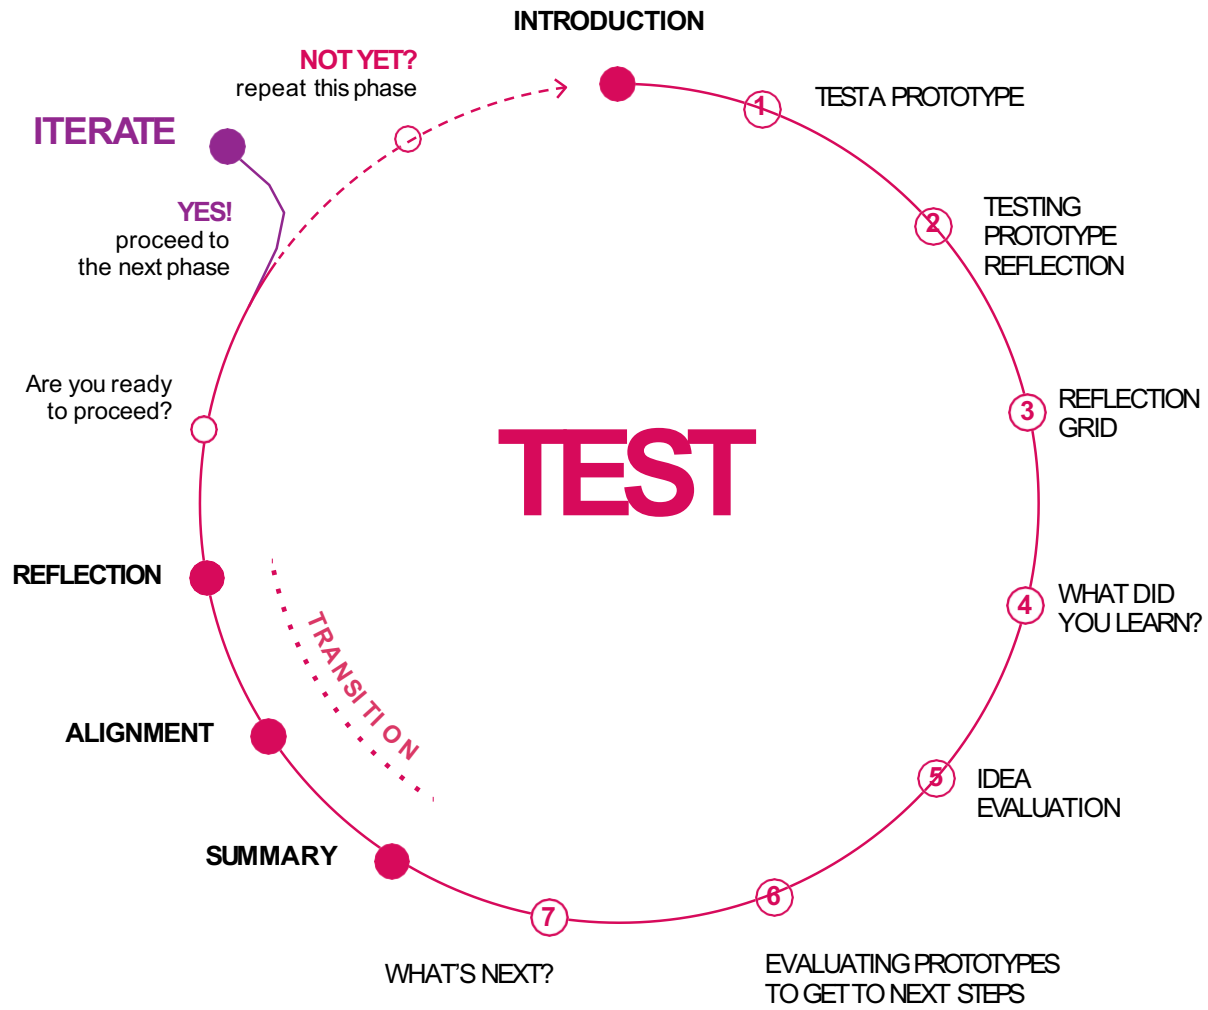 INTRODUCTION
NOT YET?
repeat this phase
ITERATE
YES!
proceed to
the next phase
Are you ready
to proceed?
1
TEST A PROTOTYPE
2
TESTING
PROTOTYPE
REFLECTION
3
REFLECTION
GRID
TEST
4
WHAT DID
YOU LEARN?
5
IDEA
EVALUATION
6
EVALUATING PROTOTYPES
TO GET TO NEXT STEPS
7
WHAT'S NEXT?
SUMMARY
ALIGNMENT
REFLECTION
TRANSITION